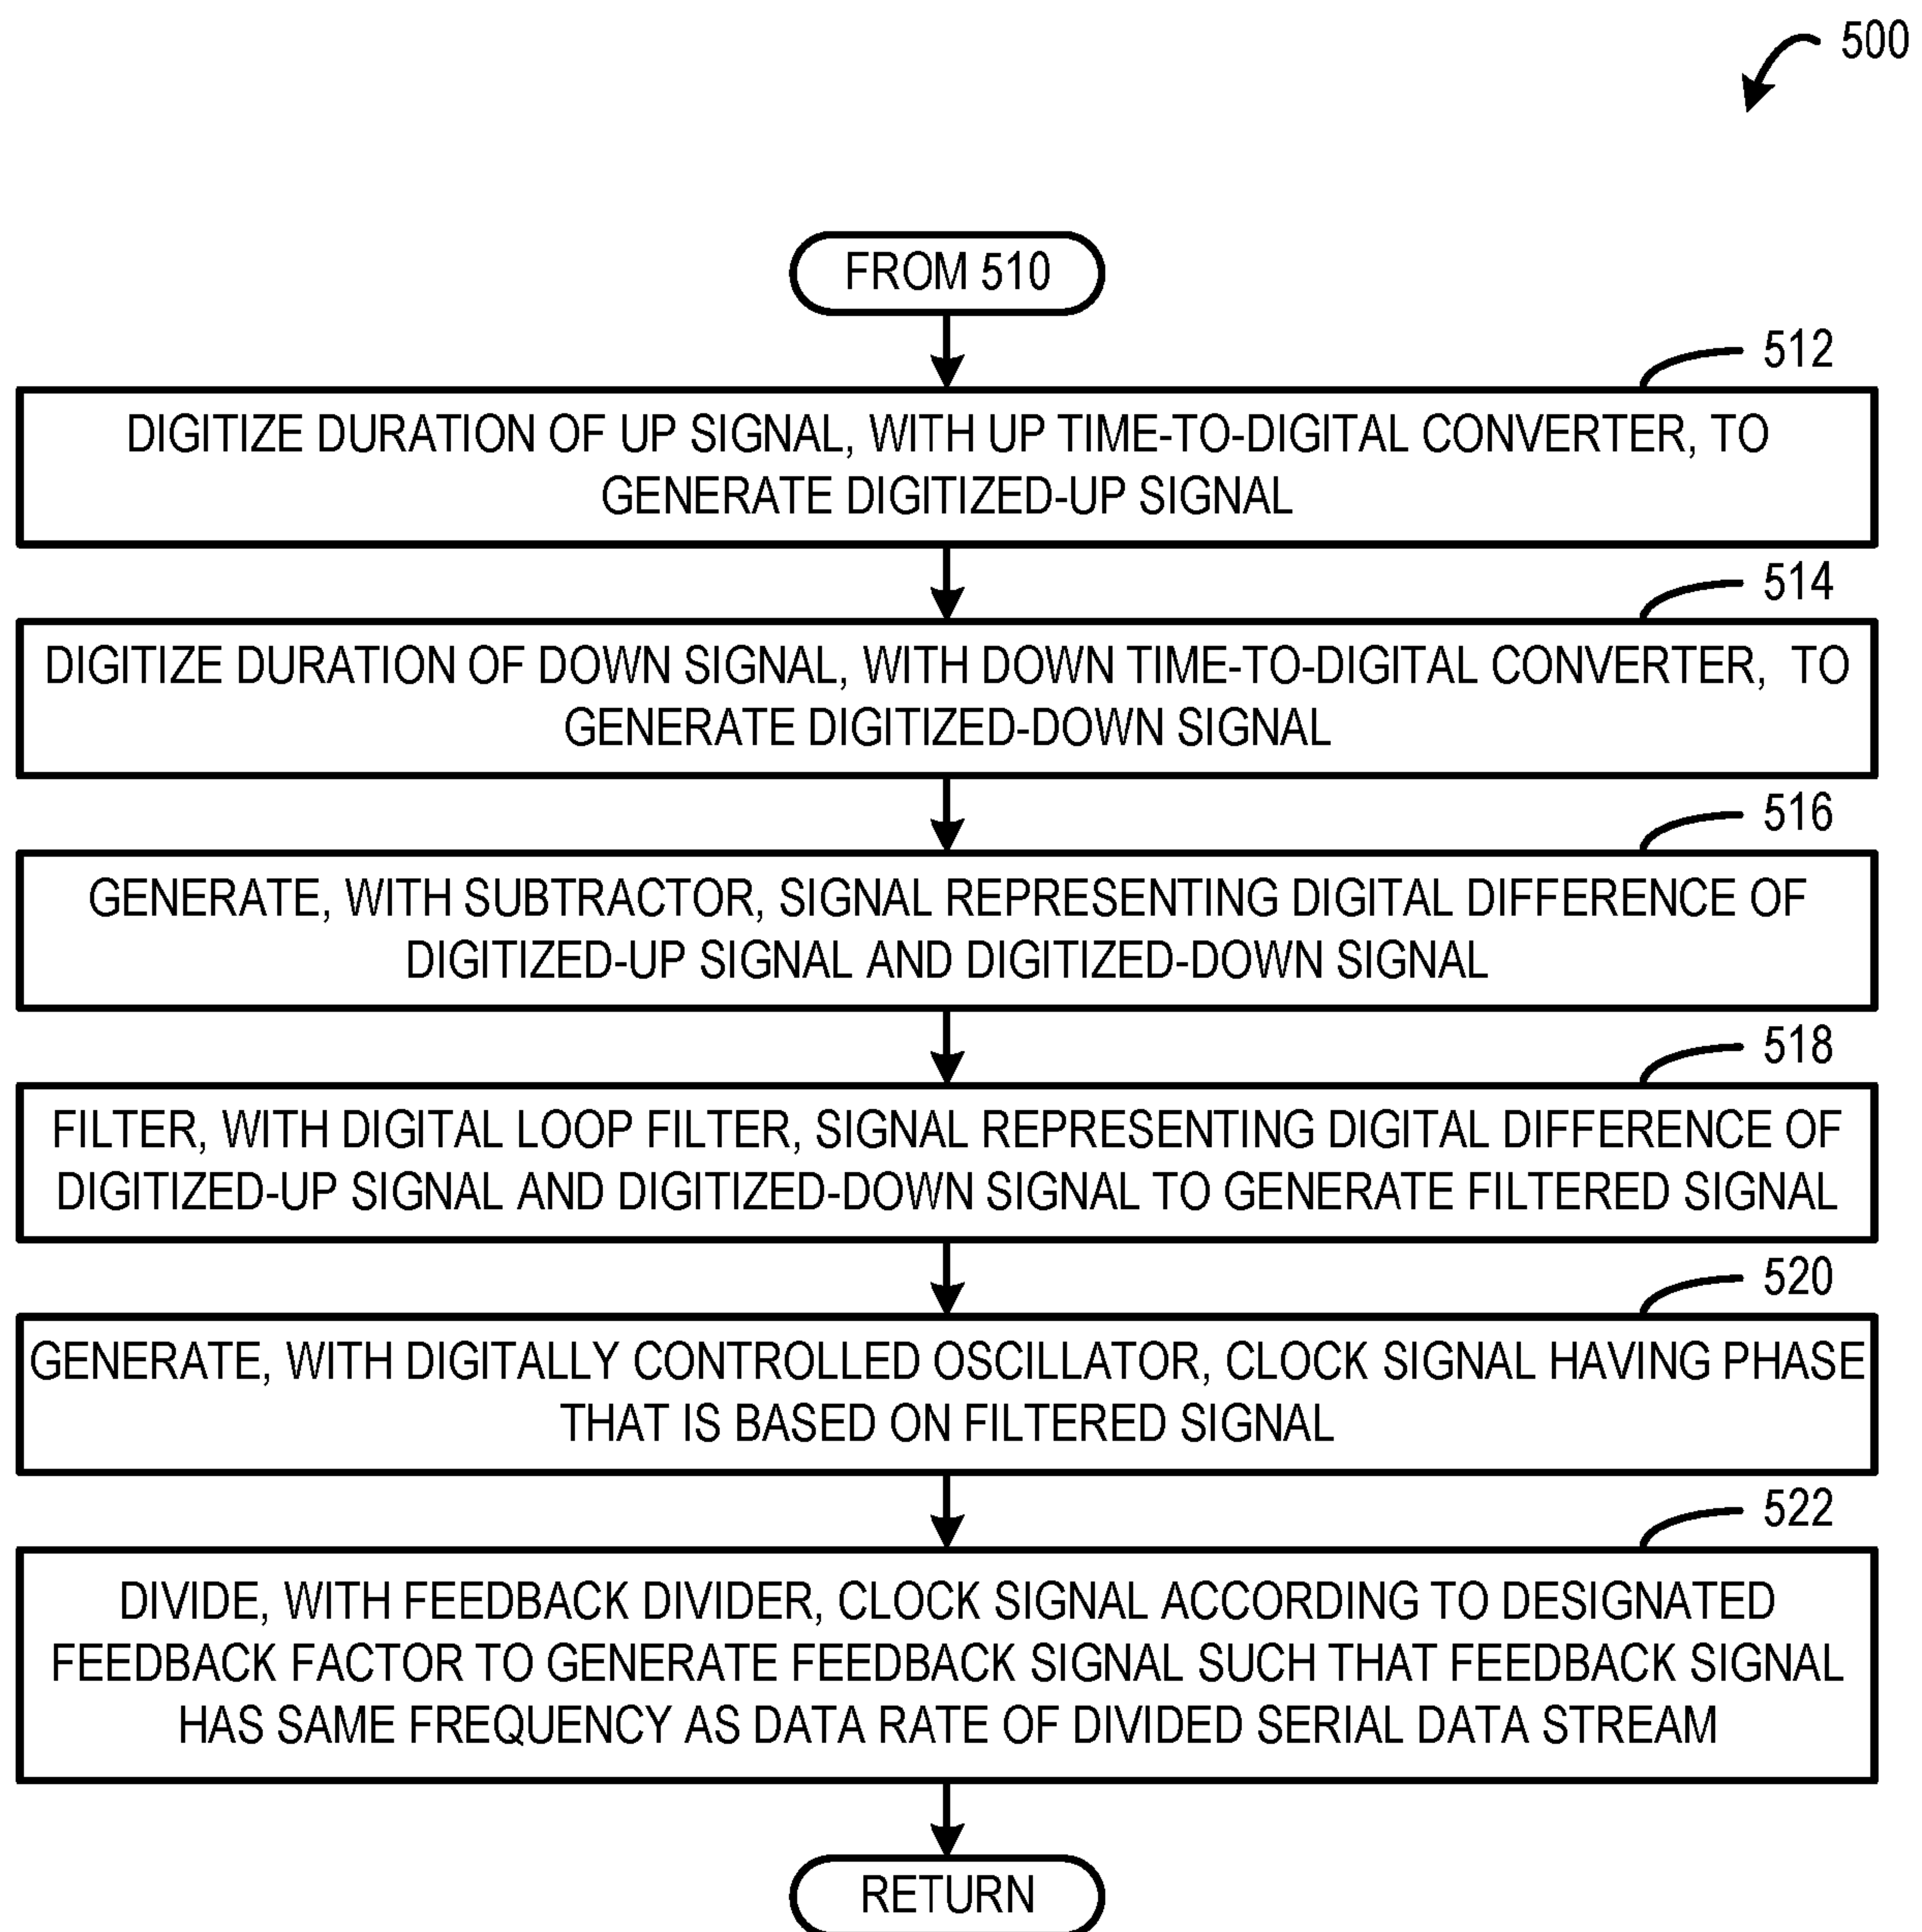 500
FROM 510
512
DIGITIZE DURATION OF UP SIGNAL, WITH UP TIME-TO-DIGITAL CONVERTER, TO
GENERATE DIGITIZED-UP SIGNAL
514
DIGITIZE DURATION OF DOWN SIGNAL, WITH DOWN TIME-TO-DIGITAL CONVERTER, TO
GENERATE DIGITIZED-DOWN SIGNAL
516
GENERATE, WITH SUBTRACTOR, SIGNAL REPRESENTING DIGITAL DIFFERENCE OF
DIGITIZED-UP SIGNAL AND DIGITIZED-DOWN SIGNAL
518
FILTER, WITH DIGITAL LOOP FILTER, SIGNAL REPRESENTING DIGITAL DIFFERENCE OF
DIGITIZED-UP SIGNAL AND DIGITIZED-DOWN SIGNAL TO GENERATE FILTERED SIGNAL
520
GENERATE, WITH DIGITALLY CONTROLLED OSCILLATOR, CLOCK SIGNAL HAVING PHASE
THAT IS BASED ON FILTERED SIGNAL
522
DIVIDE, WITH FEEDBACK DIVIDER, CLOCK SIGNAL ACCORDING TO DESIGNATED
FEEDBACK FACTOR TO GENERATE FEEDBACK SIGNAL SUCH THAT FEEDBACK SIGNAL
HAS SAME FREQUENCY AS DATA RATE OF DIVIDED SERIAL DATA STREAM
RETURN